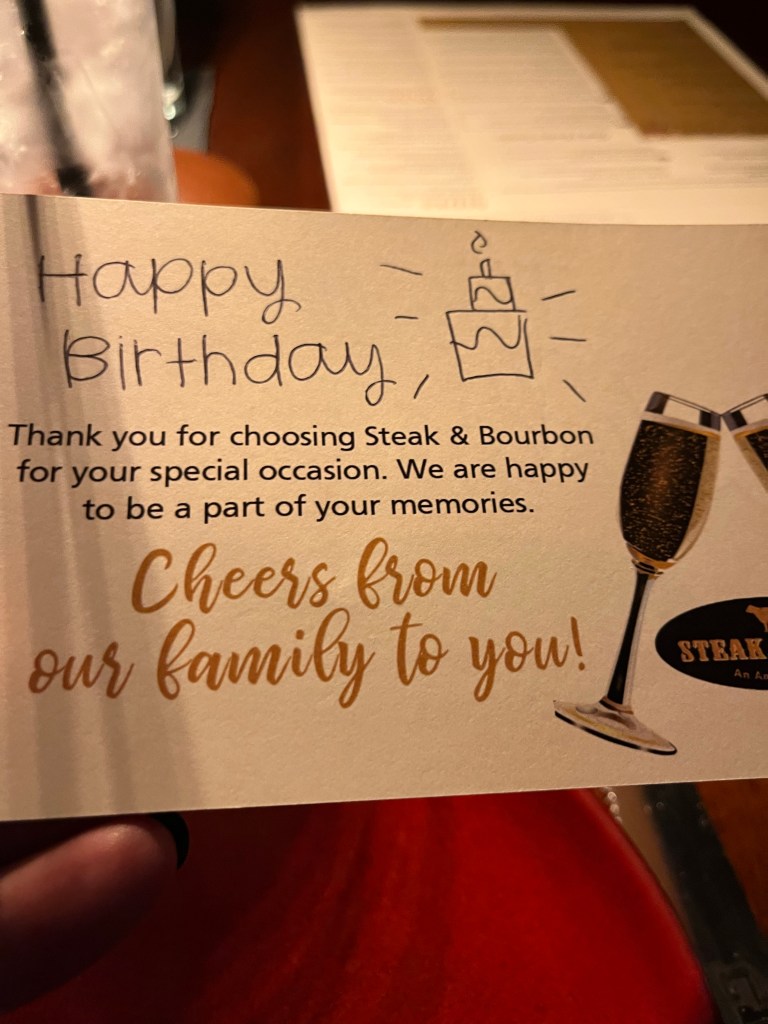 Happy
Birthday,
Thank you for choosing Steak & Bourbon
for your special occasion. We are happy
to be a part of your memories.
Cheers from
our family to you!
STEAK
An